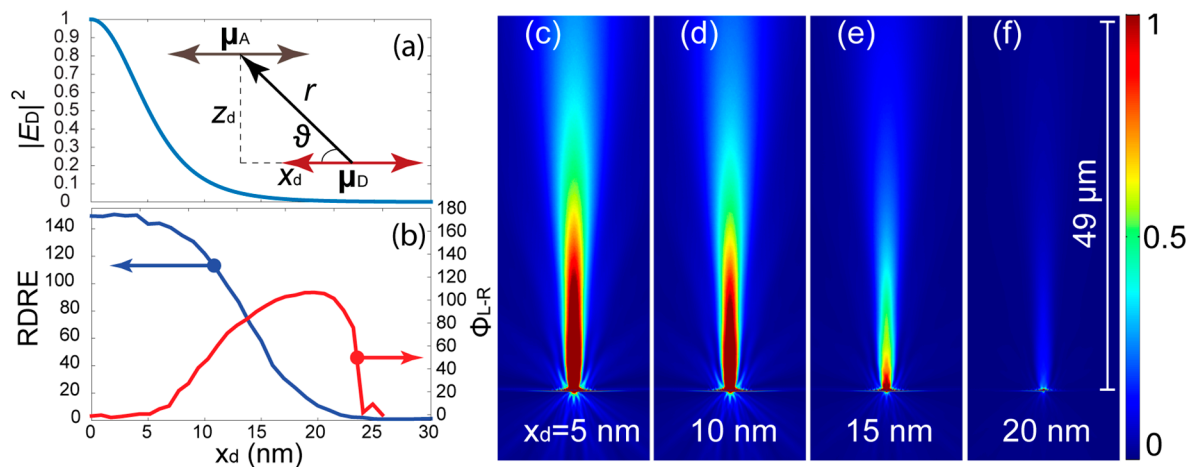 (a)
1
0.9
0.8
0.7
0.6
0.5
0.4
0.3
0.2
0.1
0
|E_D|²
μ_A
r
z_d
ϑ
x_d
μ_D
(b)
140
120
100
80
60
40
20
0
RDRE
180
160
140
120
100
80
60
40
20
0
Φ_L-R
0 5 10 15 20 25 30
x_d (nm)
(c) (d) (e) (f)
49 μm
x_d=5 nm 10 nm 15 nm 20 nm
1
0.5
0